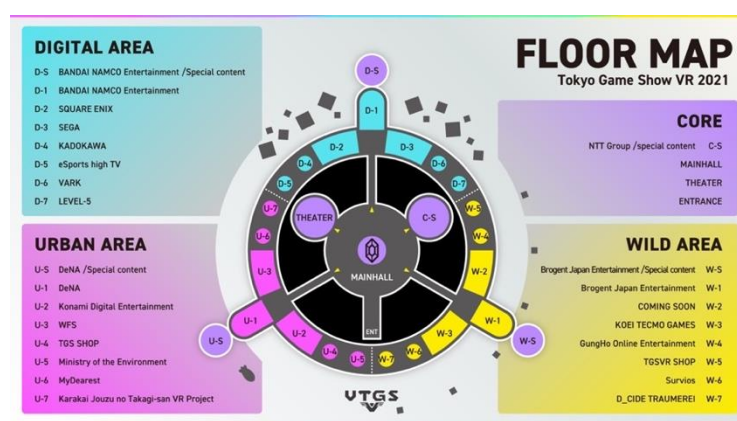 DIGITAL AREA
D-S BANDAI NAMCO Entertainment /Special content
D-1 BANDAI NAMCO Entertainment
D-2 SQUARE ENIX
D-3 SEGA
D-4 KADOKAWA
D-5 eSports high TV
D-6 VARK
D-7 LEVEL-5
URBAN AREA
U-S DeNA /Special content
U-1 DeNA
U-2 Konami Digital Entertainment
U-3 WFS
U-4 TGS SHOP
U-5 Ministry of the Environment
U-6 MyDearest
U-7 Karakai Jouzu no Takagi-san VR Project
D-S
D-1
D-2
D-3
D-4
D-6
D-5
D-7
U-7
THEATER
C-S
W-5
U-6
W-4
U-3
MAINHALL
W-2
U-1
W-1
U-S
U-2
ENT
W-3
W-S
U-4
U-5
W-7
W-6
VTGS
FLOOR MAP
Tokyo Game Show VR 2021
CORE
NTT Group /special content C-S
MAINHALL
THEATER
ENTRANCE
WILD AREA
Brogent Japan Entertainment /Special content W-S
Brogent Japan Entertainment W-1
COMING SOON W-2
KOEI TECMO GAMES W-3
GungHo Online Entertainment W-4
TGSVR SHOP W-5
Survios W-6
D_CIDE TRAUMEREI W-7